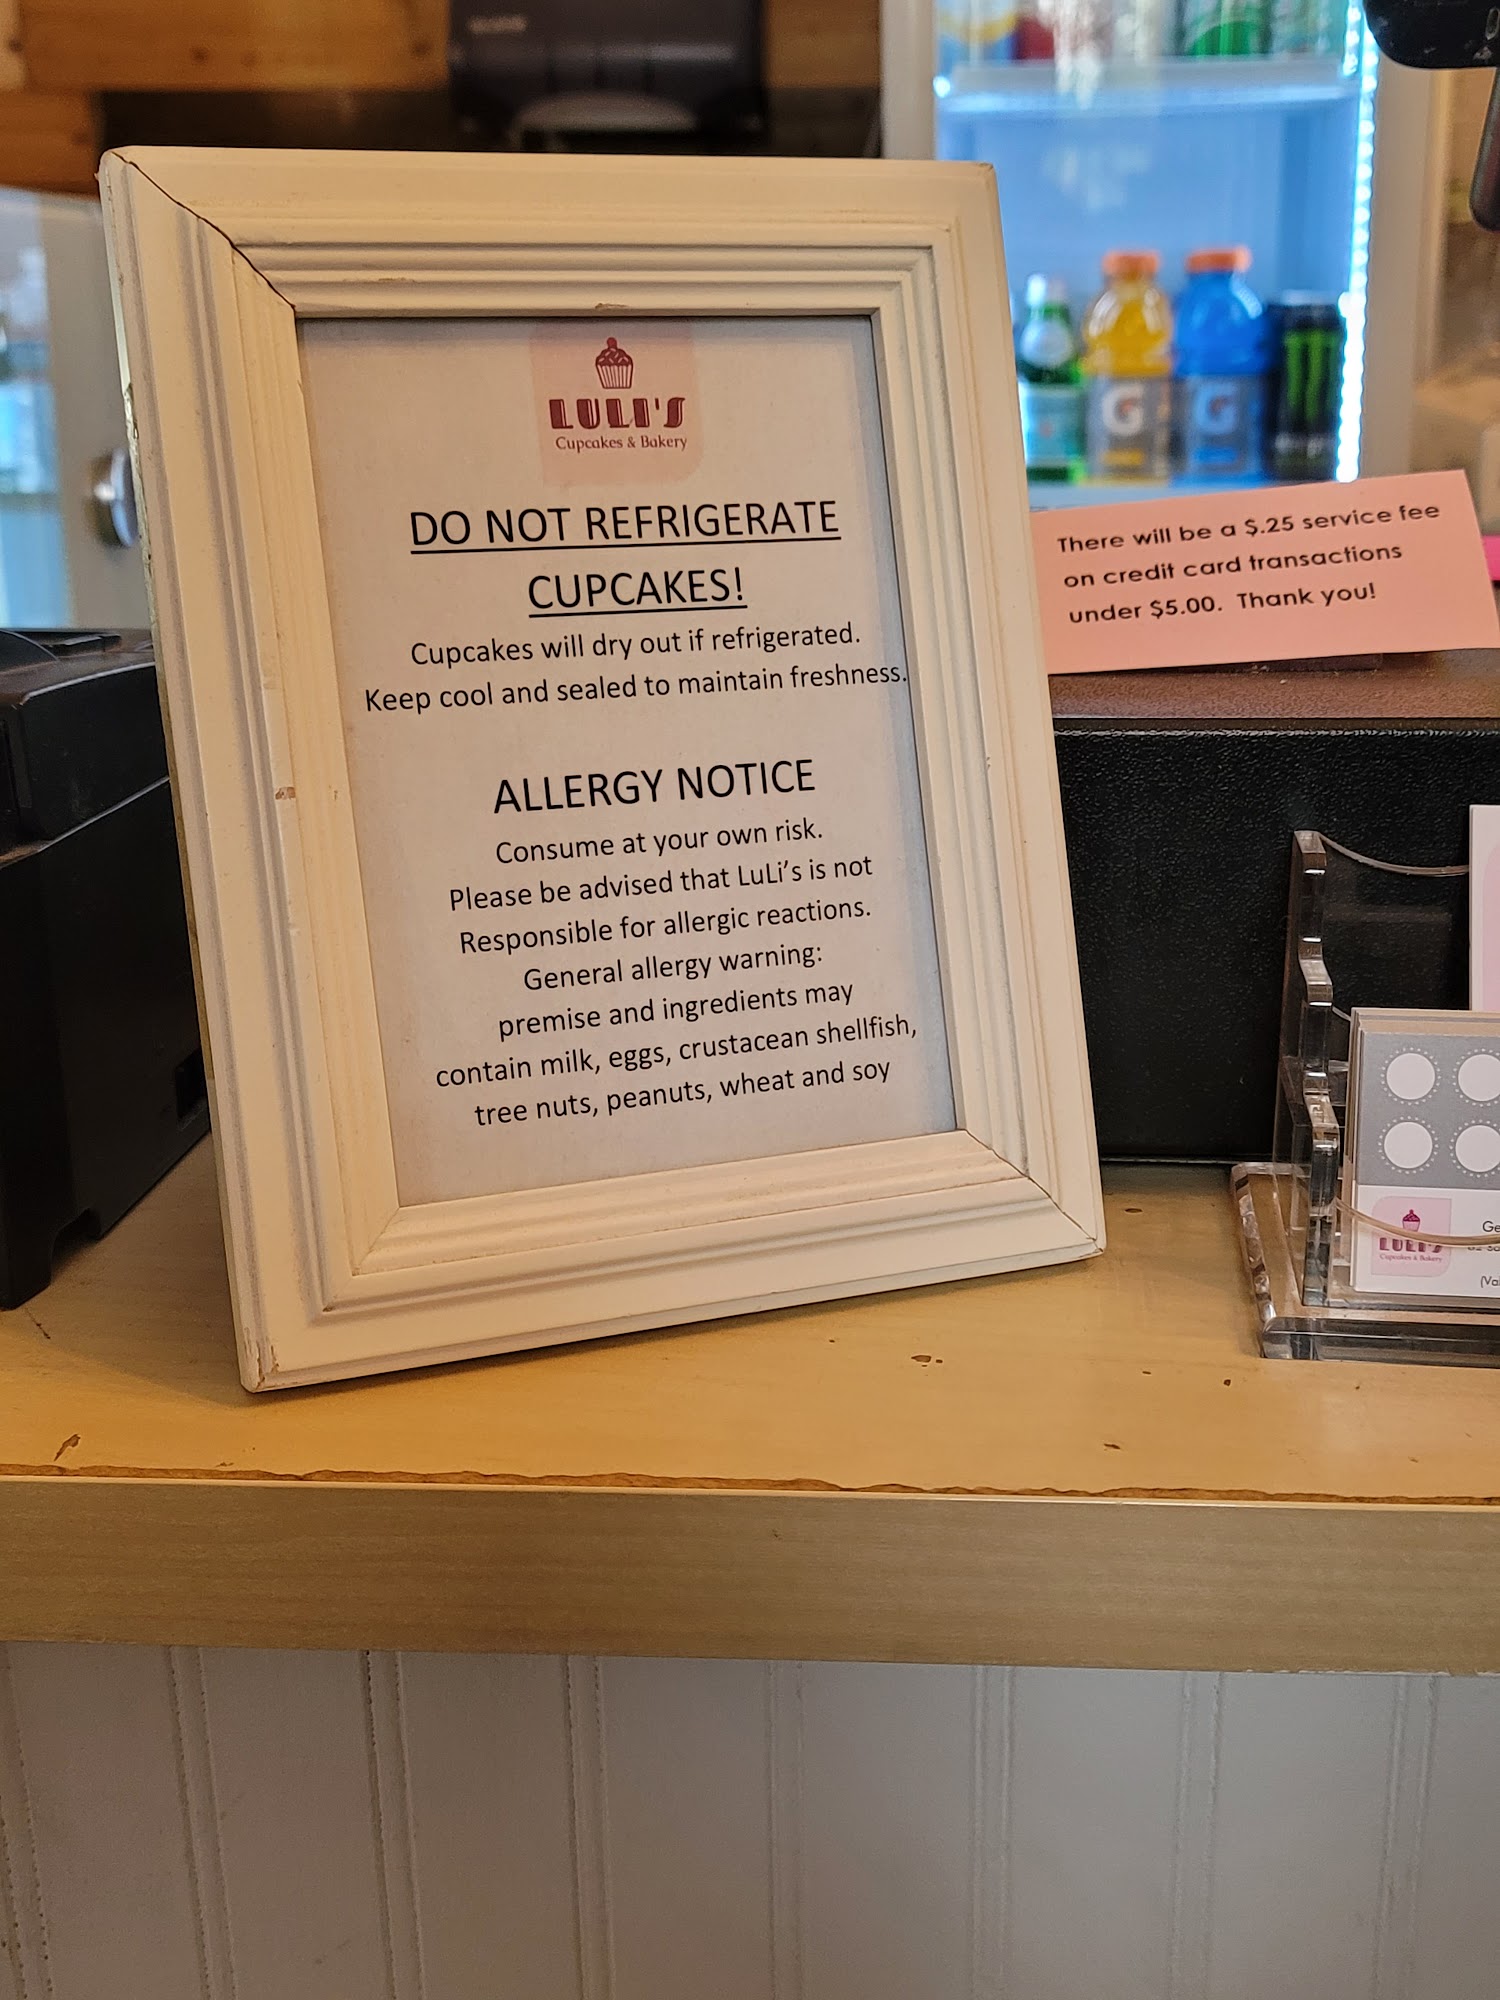 LULI'S
Cupcakes & Bakery
DO NOT REFRIGERATE
CUPCAKES!
Cupcakes will dry out if refrigerated.
Keep cool and sealed to maintain freshness.
ALLERGY NOTICE
Consume at your own risk.
Please be advised that LuLi's is not
Responsible for allergic reactions.
General allergy warning:
premise and ingredients may
contain milk, eggs, crustacean shellfish,
tree nuts, peanuts, wheat and soy
There will be a $.25 service fee
on credit card transactions
under $5.00. Thank you!
G
G
LULI'S
Cupcakes & Bakery